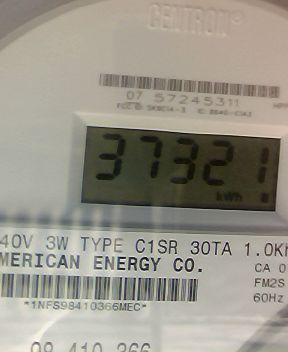 CENTRON®
07 57245311
37321
kWh
40V 3W TYPE C1SR 30TA 1.0K
MERICAN ENERGY CO.
CA 0
FM2S
60Hz
*1NFS98410366MEC*
98 410 366